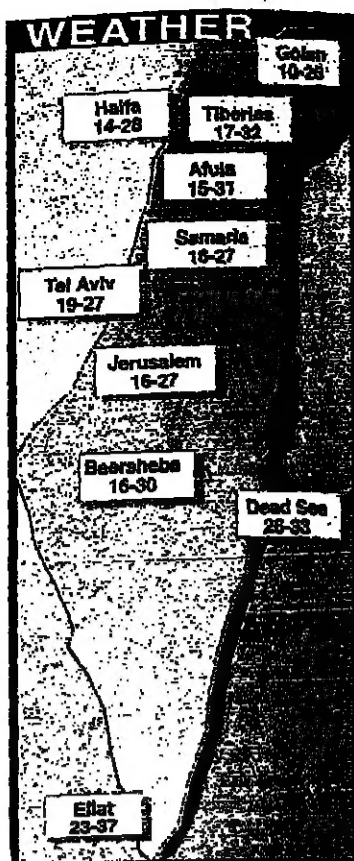 WEATHER
Golan
10-28
Haifa
14-28
Tiberias
17-32
Afula
15-31
Samaria
16-27
Tel Aviv
19-27
Jerusalem
16-27
Beersheba
16-30
Dead Sea
26-33
Eilat
23-37